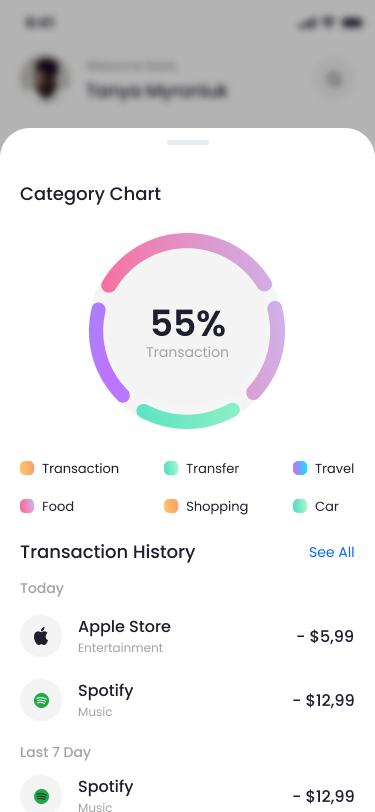 9:41
Welcome back,
Tanya Myroniuk
Category Chart
55%
Transaction
Transaction Transfer Travel
Food Shopping Car
Transaction History See All
Today
Apple Store - $5,99
Entertainment
Spotify - $12,99
Music
Last 7 Day
Spotify - $12,99
Music